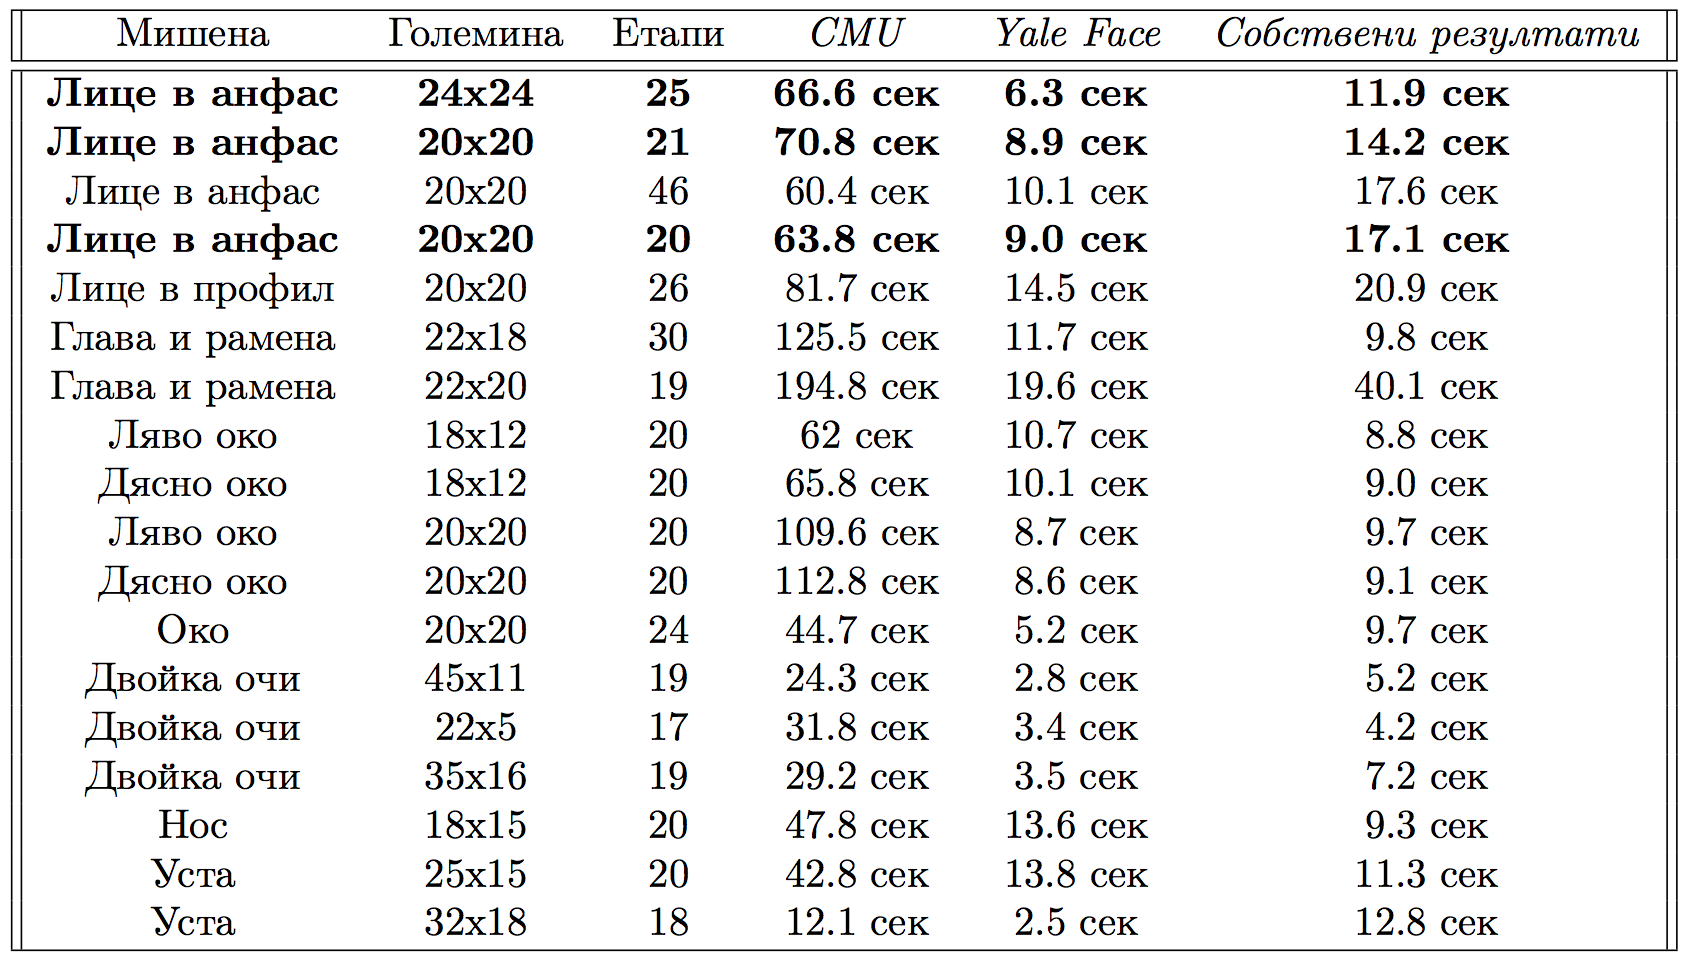 Мишена Големина Етапи CMU Yale Face Собствени резултати
Лице в анфас 24x24 25 66.6 сек 6.3 сек 11.9 сек
Лице в анфас 20x20 21 70.8 сек 8.9 сек 14.2 сек
Лице в анфас 20x20 46 60.4 сек 10.1 сек 17.6 сек
Лице в анфас 20x20 20 63.8 сек 9.0 сек 17.1 сек
Лице в профил 20x20 26 81.7 сек 14.5 сек 20.9 сек
Глава и рамена 22x18 30 125.5 сек 11.7 сек 9.8 сек
Глава и рамена 22x20 19 194.8 сек 19.6 сек 40.1 сек
Ляво око 18x12 20 62 сек 10.7 сек 8.8 сек
Дясно око 18x12 20 65.8 сек 10.1 сек 9.0 сек
Ляво око 20x20 20 109.6 сек 8.7 сек 9.7 сек
Дясно око 20x20 20 112.8 сек 8.6 сек 9.1 сек
Око 20x20 24 44.7 сек 5.2 сек 9.7 сек
Двойка очи 45x11 19 24.3 сек 2.8 сек 5.2 сек
Двойка очи 22x5 17 31.8 сек 3.4 сек 4.2 сек
Двойка очи 35x16 19 29.2 сек 3.5 сек 7.2 сек
Нос 18x15 20 47.8 сек 13.6 сек 9.3 сек
Уста 25x15 20 42.8 сек 13.8 сек 11.3 сек
Уста 32x18 18 12.1 сек 2.5 сек 12.8 сек